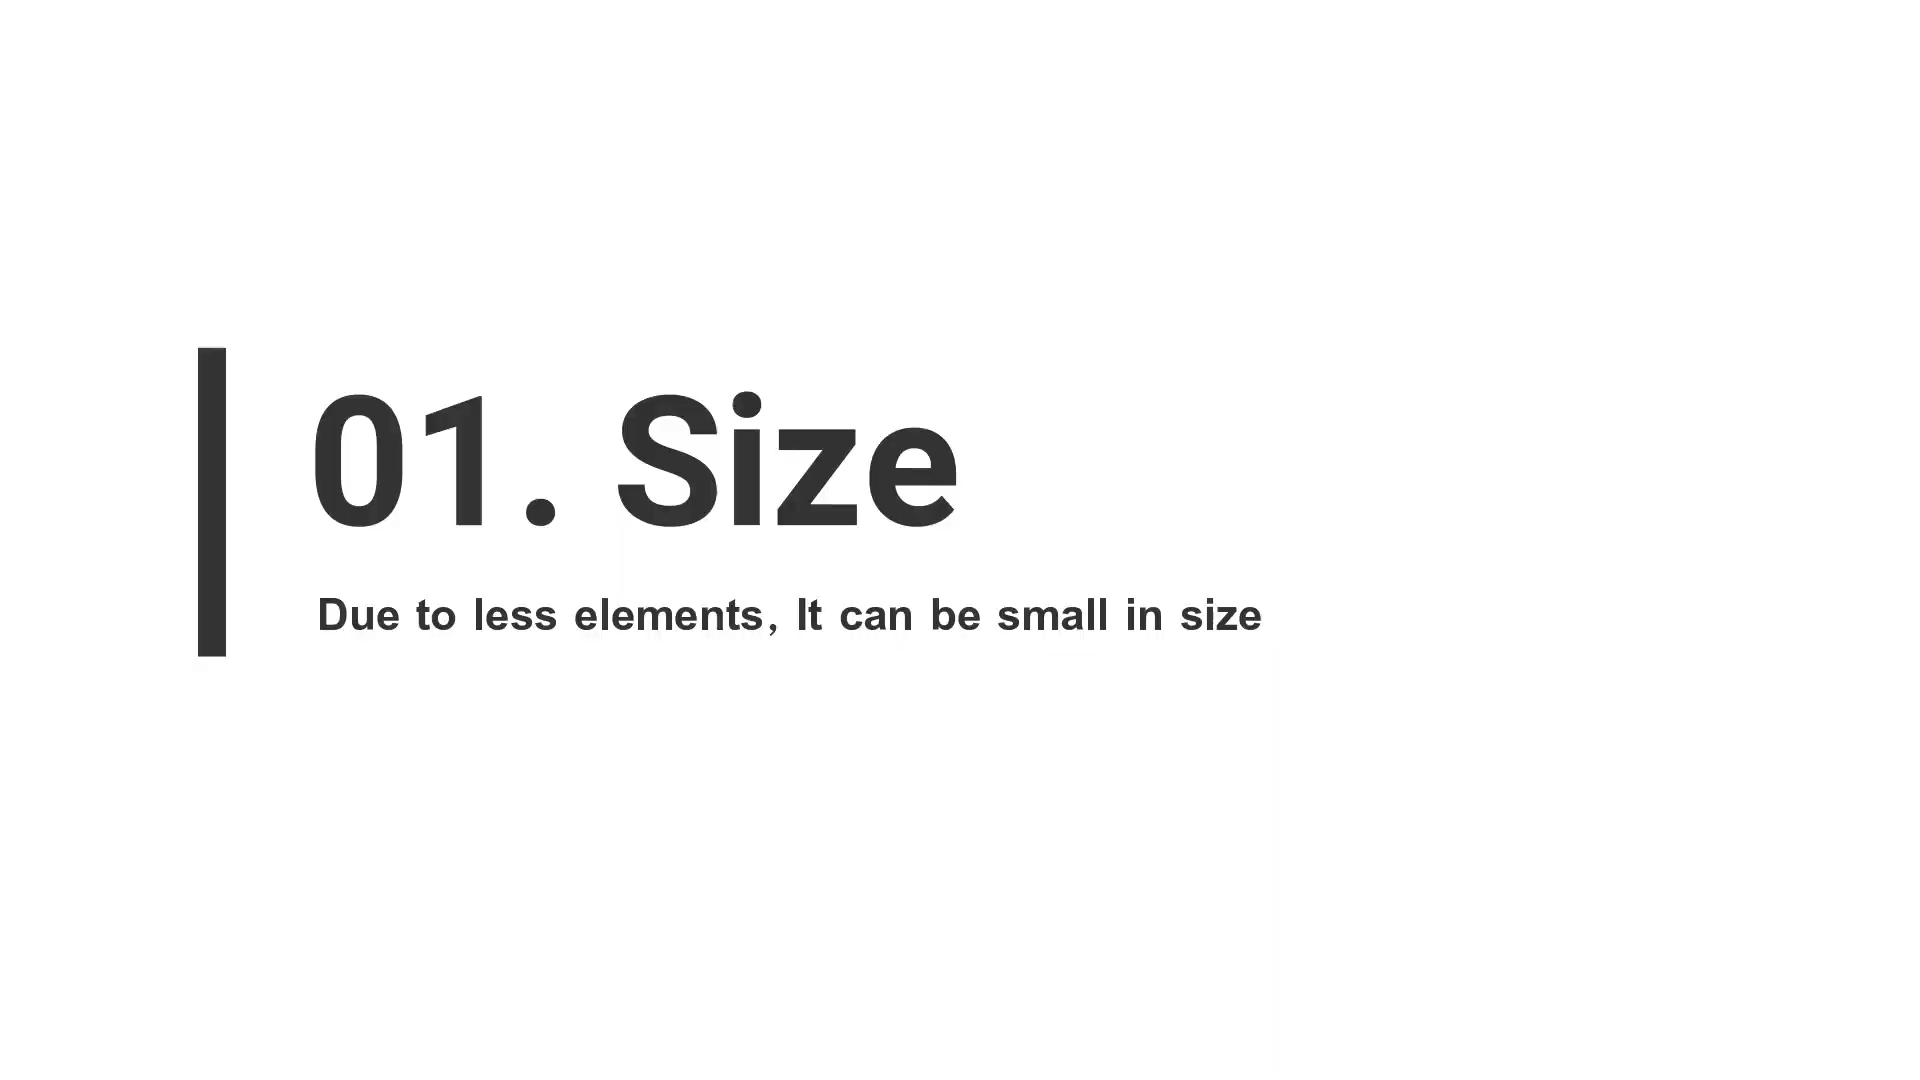 01. Size
Due to less elements, It can be small in size